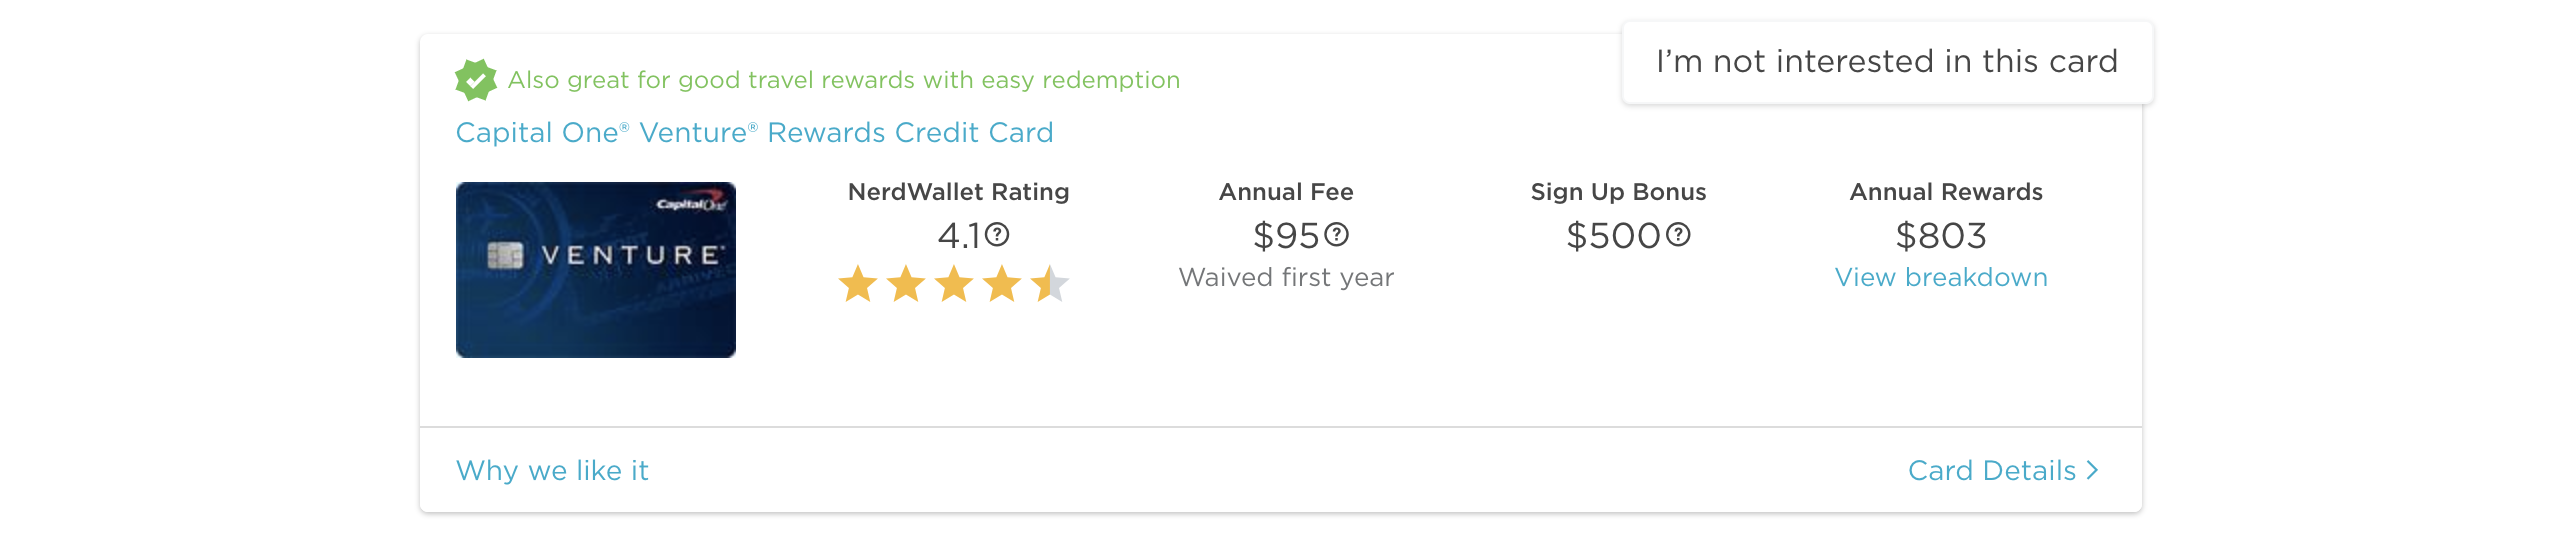 I’m not interested in this card
Also great for good travel rewards with easy redemption
Capital One® Venture® Rewards Credit Card
CapitalOne
VENTURE
NerdWallet Rating
4.1
Annual Fee
$95
Waived first year
Sign Up Bonus
$500
Annual Rewards
$803
View breakdown
Why we like it
Card Details >